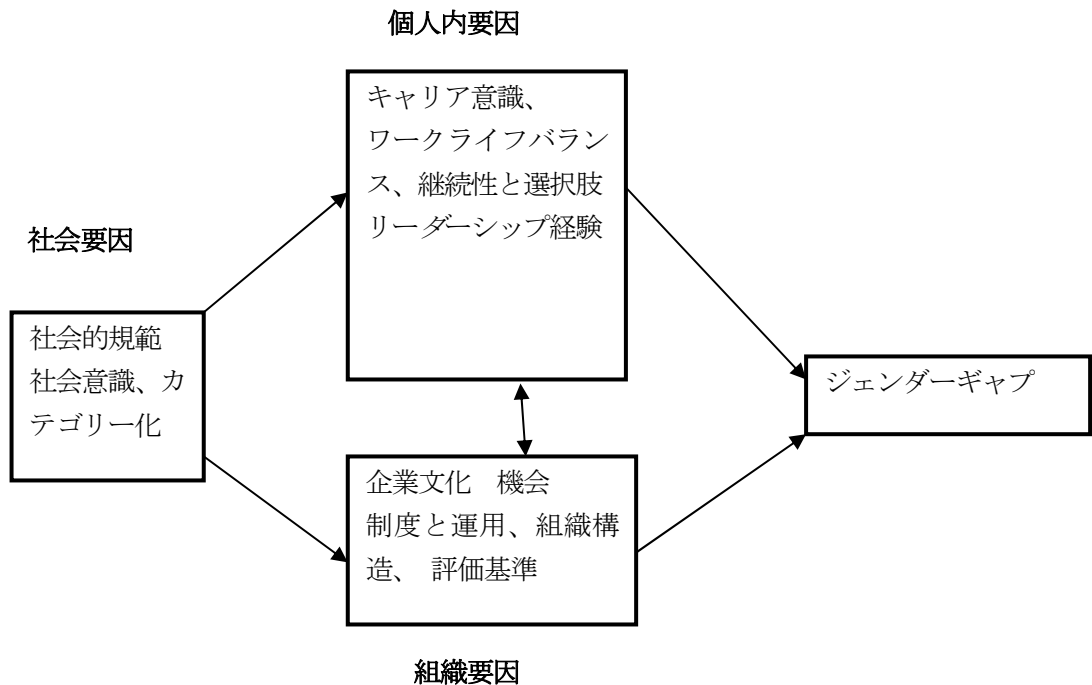 個人内要因
キャリア意識、
ワークライフバラン
ス、継続性と選択肢
リーダーシップ経験
社会要因
社会的規範
社会意識、カ
テゴリー化
ジェンダーギャプ
企業文化　機会
制度と運用、組織構
造、 評価基準
組織要因